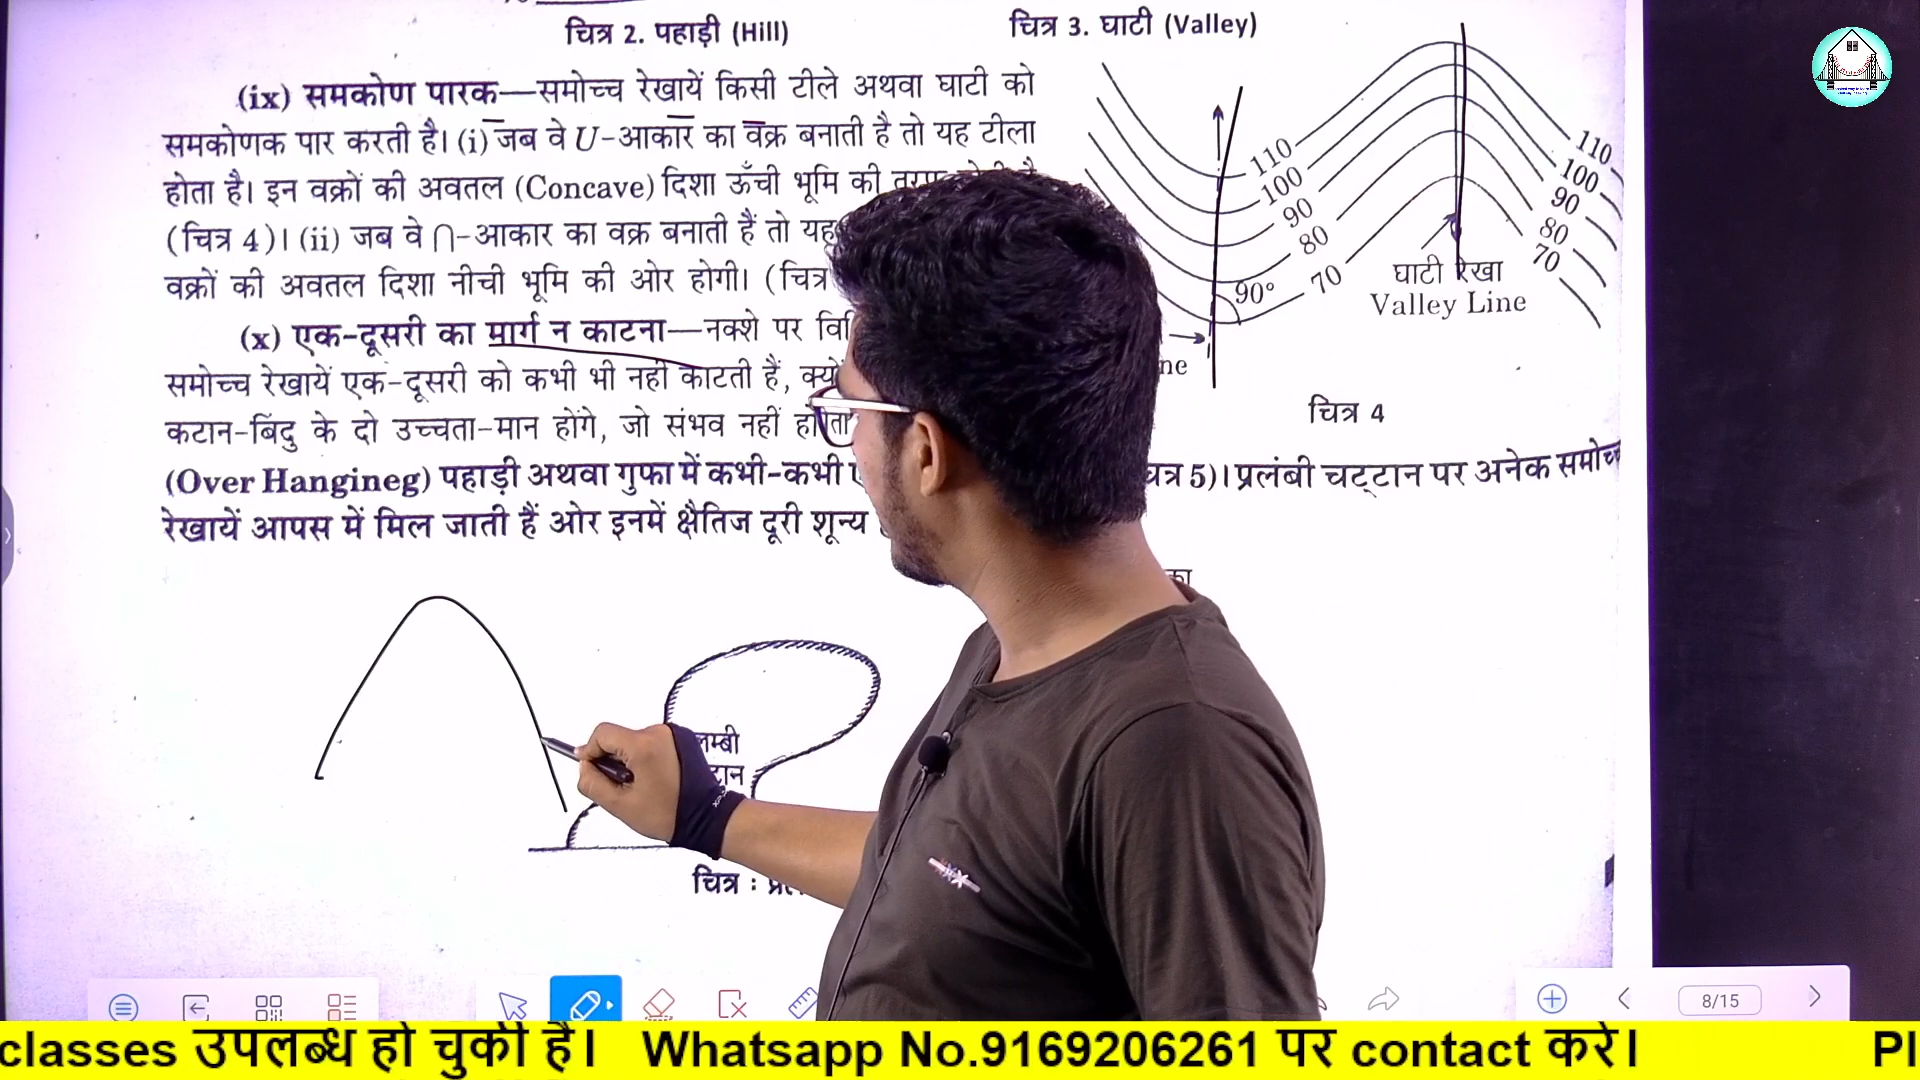 चित्र 2. पहाड़ी (Hill)
चित्र 3. घाटी (Valley)
(ix) समकोण पारक—समोच्च रेखायें किसी टीले अथवा घाटी को
समकोणक पार करती है। (i) जब वे U-आकार का वक्र बनाती है तो यह टीला
होता है। इन वक्रों की अवतल (Concave) दिशा ऊँची भूमि की
(चित्र 4)। (ii) जब वे ∩-आकार का वक्र बनाती हैं तो यह
वक्रों की अवतल दिशा नीची भूमि की ओर होगी। (चित्र
(x) एक-दूसरी का मार्ग न काटना—नक्शे पर
समोच्च रेखायें एक-दूसरी को कभी भी नहीं काटती हैं,
कटान-बिंदु के दो उच्चता-मान होंगे, जो संभव नहीं
(Over Hangineg) पहाड़ी अथवा गुफा में कभी-कभी
5)। प्रलंबी चट्टान पर अनेक समोच्च
रेखायें आपस में मिल जाती हैं ओर इनमें क्षैतिज दूरी शून्य
110
100
90
80
70
90°
110
100
90
80
70
घाटी रेखा
Valley Line
चित्र 4
चित्र :
8/15
classes उपलब्ध हो चुकी है। Whatsapp No.9169206261 पर contact करे।